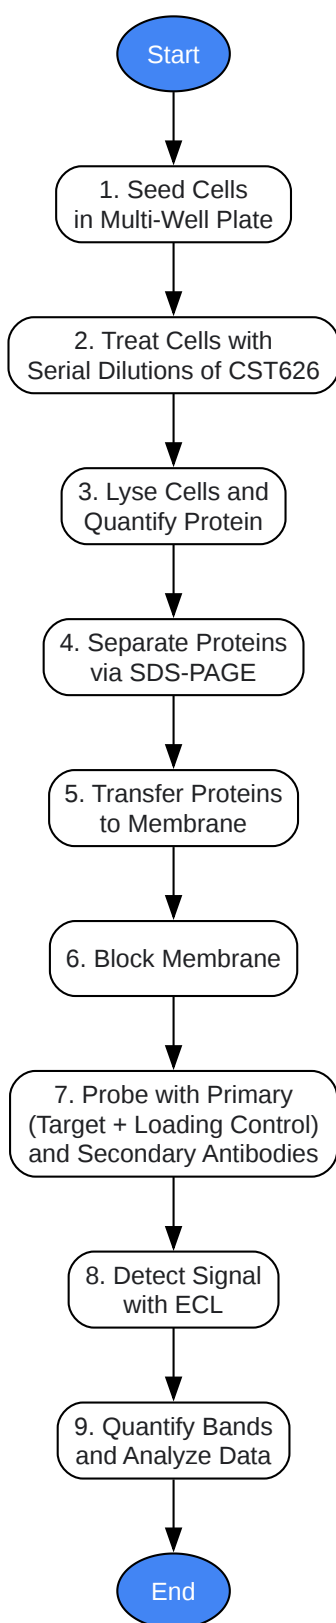 Start
1. Seed Cells
in Multi-Well Plate
2. Treat Cells with
Serial Dilutions of CST626
3. Lyse Cells and
Quantify Protein
4. Separate Proteins
via SDS-PAGE
5. Transfer Proteins
to Membrane
6. Block Membrane
7. Probe with Primary
(Target + Loading Control)
and Secondary Antibodies
8. Detect Signal
with ECL
9. Quantify Bands
and Analyze Data
End